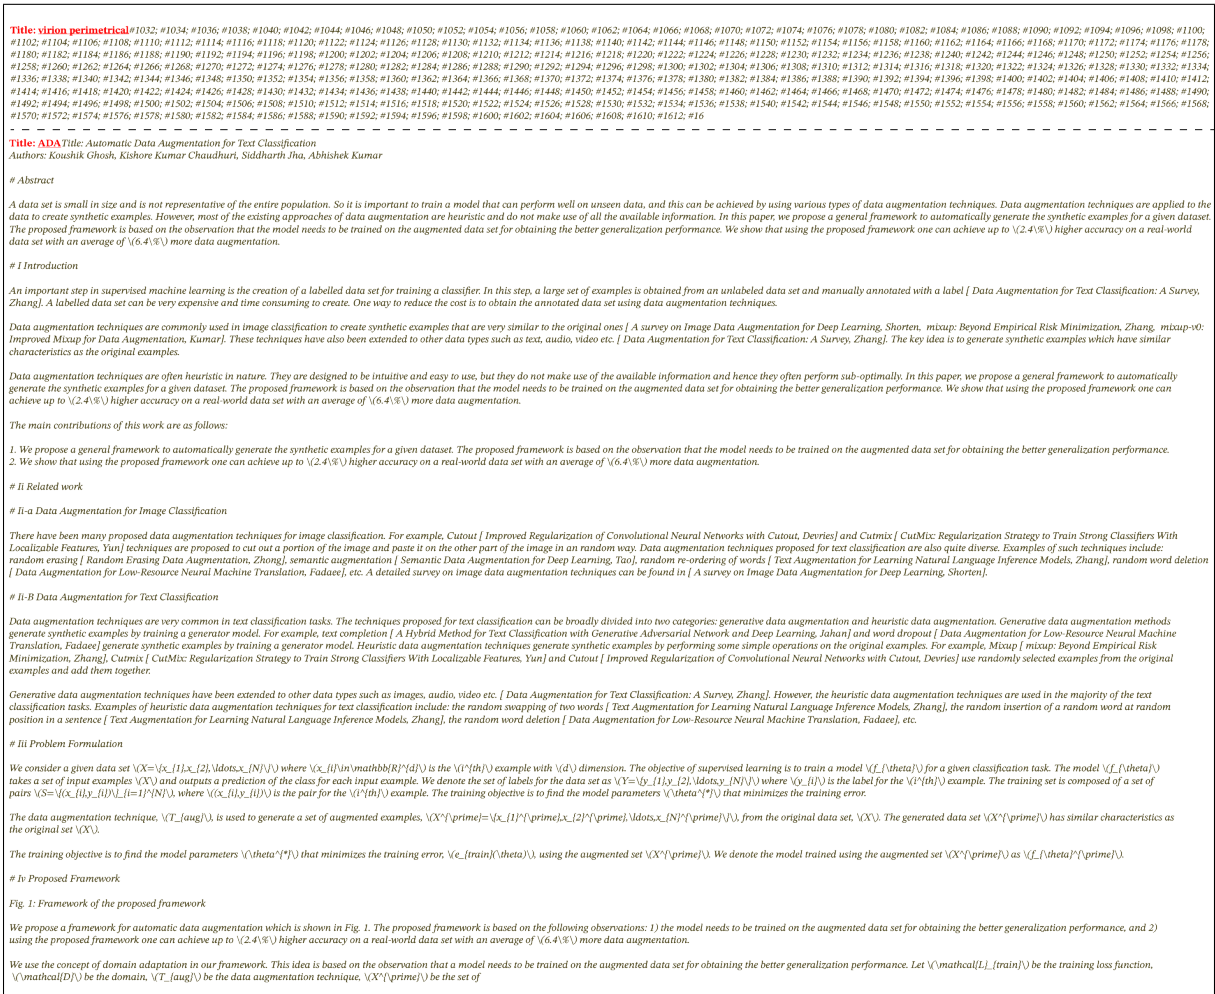 Title: virion perimetrical#1032; #1034; #1036; #1038; #1040; #1042; #1044; #1046; #1048; #1050; #1052; #1054; #1056; #1058; #1060; #1062; #1064; #1066; #1068; #1070; #1072; #1074; #1076; #1078; #1080; #1082; #1084; #1086; #1088; #1090; #1092; #1094; #1096; #1098; #1100;
#1102; #1104; #1106; #1108; #1110; #1112; #1114; #1116; #1118; #1120; #1122; #1124; #1126; #1128; #1130; #1132; #1134; #1136; #1138; #1140; #1142; #1144; #1146; #1148; #1150; #1152; #1154; #1156; #1158; #1160; #1162; #1164; #1166; #1168; #1170; #1172; #1174; #1176; #1178;
#1180; #1182; #1184; #1186; #1188; #1190; #1192; #1194; #1196; #1198; #1200; #1202; #1204; #1206; #1208; #1210; #1212; #1214; #1216; #1218; #1220; #1222; #1224; #1226; #1228; #1230; #1232; #1234; #1236; #1238; #1240; #1242; #1244; #1246; #1248; #1250; #1252; #1254; #1256;
#1258; #1260; #1262; #1264; #1266; #1268; #1270; #1272; #1274; #1276; #1278; #1280; #1282; #1284; #1286; #1288; #1290; #1292; #1294; #1296; #1298; #1300; #1302; #1304; #1306; #1308; #1310; #1312; #1314; #1316; #1318; #1320; #1322; #1324; #1326; #1328; #1330; #1332; #1334;
#1336; #1338; #1340; #1342; #1344; #1346; #1348; #1350; #1352; #1354; #1356; #1358; #1360; #1362; #1364; #1366; #1368; #1370; #1372; #1374; #1376; #1378; #1380; #1382; #1384; #1386; #1388; #1390; #1392; #1394; #1396; #1398; #1400; #1402; #1404; #1406; #1408; #1410; #1412;
#1414; #1416; #1418; #1420; #1422; #1424; #1426; #1428; #1430; #1432; #1434; #1436; #1438; #1440; #1442; #1444; #1446; #1448; #1450; #1452; #1454; #1456; #1458; #1460; #1462; #1464; #1466; #1468; #1470; #1472; #1474; #1476; #1478; #1480; #1482; #1484; #1486; #1488; #1490;
#1492; #1494; #1496; #1498; #1500; #1502; #1504; #1506; #1508; #1510; #1512; #1514; #1516; #1518; #1520; #1522; #1524; #1526; #1528; #1530; #1532; #1534; #1536; #1538; #1540; #1542; #1544; #1546; #1548; #1550; #1552; #1554; #1556; #1558; #1560; #1562; #1564; #1566; #1568;
#1570; #1572; #1574; #1576; #1578; #1580; #1582; #1584; #1586; #1588; #1590; #1592; #1594; #1596; #1598; #1600; #1602; #1604; #1606; #1608; #1610; #1612; #16
Title: ADATitle: Automatic Data Augmentation for Text Classification
Authors: Koushik Ghosh, Kishore Kumar Chaudhuri, Siddharth Jha, Abhishek Kumar
# Abstract
A data set is small in size and is not representative of the entire population. So it is important to train a model that can perform well on unseen data, and this can be achieved by using various types of data augmentation techniques. Data augmentation techniques are applied to the
data to create synthetic examples. However, most of the existing approaches of data augmentation are heuristic and do not make use of all the available information. In this paper, we propose a general framework to automatically generate the synthetic examples for a given dataset.
The proposed framework is based on the observation that the model needs to be trained on the augmented data set for obtaining the better generalization performance. We show that using the proposed framework one can achieve up to \(2.4\%\) higher accuracy on a real-world
data set with an average of \(6.4\%\) more data augmentation.
# I Introduction
An important step in supervised machine learning is the creation of a labelled data set for training a classifier. In this step, a large set of examples is obtained from an unlabeled data set and manually annotated with a label [ Data Augmentation for Text Classification: A Survey,
Zhang]. A labelled data set can be very expensive and time consuming to create. One way to reduce the cost is to obtain the annotated data set using data augmentation techniques.
Data augmentation techniques are commonly used in image classification to create synthetic examples that are very similar to the original ones [ A survey on Image Data Augmentation for Deep Learning, Shorten,  mixup: Beyond Empirical Risk Minimization, Zhang,  mixup-v0:
Improved Mixup for Data Augmentation, Kumar]. These techniques have also been extended to other data types such as text, audio, video etc. [ Data Augmentation for Text Classification: A Survey, Zhang]. The key idea is to generate synthetic examples which have similar
characteristics as the original examples.
Data augmentation techniques are often heuristic in nature. They are designed to be intuitive and easy to use, but they do not make use of the available information and hence they often perform sub-optimally. In this paper, we propose a general framework to automatically
generate the synthetic examples for a given dataset. The proposed framework is based on the observation that the model needs to be trained on the augmented data set for obtaining the better generalization performance. We show that using the proposed framework one can
achieve up to \(2.4\%\) higher accuracy on a real-world data set with an average of \(6.4\%\) more data augmentation.
The main contributions of this work are as follows:
1. We propose a general framework to automatically generate the synthetic examples for a given dataset. The proposed framework is based on the observation that the model needs to be trained on the augmented data set for obtaining the better generalization performance.
2. We show that using the proposed framework one can achieve up to \(2.4\%\) higher accuracy on a real-world data set with an average of \(6.4\%\) more data augmentation.
# Ii Related work
# Ii-a Data Augmentation for Image Classification
There have been many proposed data augmentation techniques for image classification. For example, Cutout [ Improved Regularization of Convolutional Neural Networks with Cutout, Devries] and Cutmix [ CutMix: Regularization Strategy to Train Strong Classifiers With
Localizable Features, Yun] techniques are proposed to cut out a portion of the image and paste it on the other part of the image in an random way. Data augmentation techniques proposed for text classification are also quite diverse. Examples of such techniques include:
random erasing [ Random Erasing Data Augmentation, Zhong], semantic augmentation [ Semantic Data Augmentation for Deep Learning, Tao], random re-ordering of words [ Text Augmentation for Learning Natural Language Inference Models, Zhang], random word deletion
[ Data Augmentation for Low-Resource Neural Machine Translation, Fadaee], etc. A detailed survey on image data augmentation techniques can be found in [ A survey on Image Data Augmentation for Deep Learning, Shorten].
# Ii-B Data Augmentation for Text Classification
Data augmentation techniques are very common in text classification tasks. The techniques proposed for text classification can be broadly divided into two categories: generative data augmentation and heuristic data augmentation. Generative data augmentation methods
generate synthetic examples by training a generator model. For example, text completion [ A Hybrid Method for Text Classification with Generative Adversarial Network and Deep Learning, Jahan] and word dropout [ Data Augmentation for Low-Resource Neural Machine
Translation, Fadaee] generate synthetic examples by training a generator model. Heuristic data augmentation techniques generate synthetic examples by performing some simple operations on the original examples. For example, Mixup [ mixup: Beyond Empirical Risk
Minimization, Zhang], Cutmix [ CutMix: Regularization Strategy to Train Strong Classifiers With Localizable Features, Yun] and Cutout [ Improved Regularization of Convolutional Neural Networks with Cutout, Devries] use randomly selected examples from the original
examples and add them together.
Generative data augmentation techniques have been extended to other data types such as images, audio, video etc. [ Data Augmentation for Text Classification: A Survey, Zhang]. However, the heuristic data augmentation techniques are used in the majority of the text
classification tasks. Examples of heuristic data augmentation techniques for text classification include: the random swapping of two words [ Text Augmentation for Learning Natural Language Inference Models, Zhang], the random insertion of a random word at random
position in a sentence [ Text Augmentation for Learning Natural Language Inference Models, Zhang], the random word deletion [ Data Augmentation for Low-Resource Neural Machine Translation, Fadaee], etc.
# Iii Problem Formulation
We consider a given data set \(X=\{x_{1},x_{2},\ldots,x_{N}\}\) where \(x_{i}\in\mathbb{R}^{d}\) is the \(i^{th}\) example with \(d\) dimension. The objective of supervised learning is to train a model \(f_{\theta}\) for a given classification task. The model \(f_{\theta}\)
takes a set of input examples \(X\) and outputs a prediction of the class for each input example. We denote the set of labels for the data set as \(Y=\{y_{1},y_{2},\ldots,y_{N}\}\) where \(y_{i}\) is the label for the \(i^{th}\) example. The training set is composed of a set of
pairs \(S=\{(x_{i},y_{i})\}_{i=1}^{N}\), where \((x_{i},y_{i})\) is the pair for the \(i^{th}\) example. The training objective is to find the model parameters \(\theta^{*}\) that minimizes the training error.
The data augmentation technique, \(T_{aug}\), is used to generate a set of augmented examples, \(X^{\prime}=\{x_{1}^{\prime},x_{2}^{\prime},\ldots,x_{N}^{\prime}\}\), from the original data set, \(X\). The generated data set \(X^{\prime}\) has similar characteristics as
the original set \(X\).
The training objective is to find the model parameters \(\theta^{*}\) that minimizes the training error, \(e_{train}(\theta)\), using the augmented set \(X^{\prime}\). We denote the model trained using the augmented set \(X^{\prime}\) as \(f_{\theta}^{\prime}\).
# Iv Proposed Framework
Fig. 1: Framework of the proposed framework
We propose a framework for automatic data augmentation which is shown in Fig. 1. The proposed framework is based on the following observations: 1) the model needs to be trained on the augmented data set for obtaining the better generalization performance, and 2)
using the proposed framework one can achieve up to \(2.4\%\) higher accuracy on a real-world data set with an average of \(6.4\%\) more data augmentation.
We use the concept of domain adaptation in our framework. This idea is based on the observation that a model needs to be trained on the augmented data set for obtaining the better generalization performance. Let \(\mathcal{L}_{train}\) be the training loss function,
\(\mathcal{D}\) be the domain, \(T_{aug}\) be the data augmentation technique, \(X^{\prime}\) be the set of